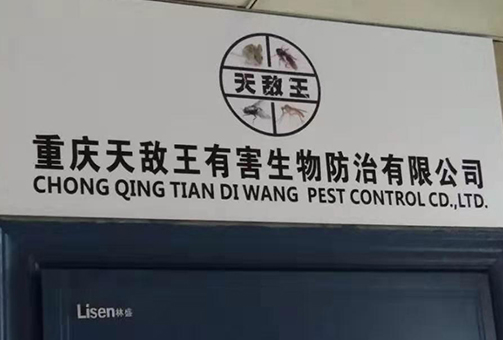 天敌王
重庆天敌王有害生物防治有限公司
CHONG QING TIAN DI WANG PEST CONTROL CD.,LTD.
Lisen林盛